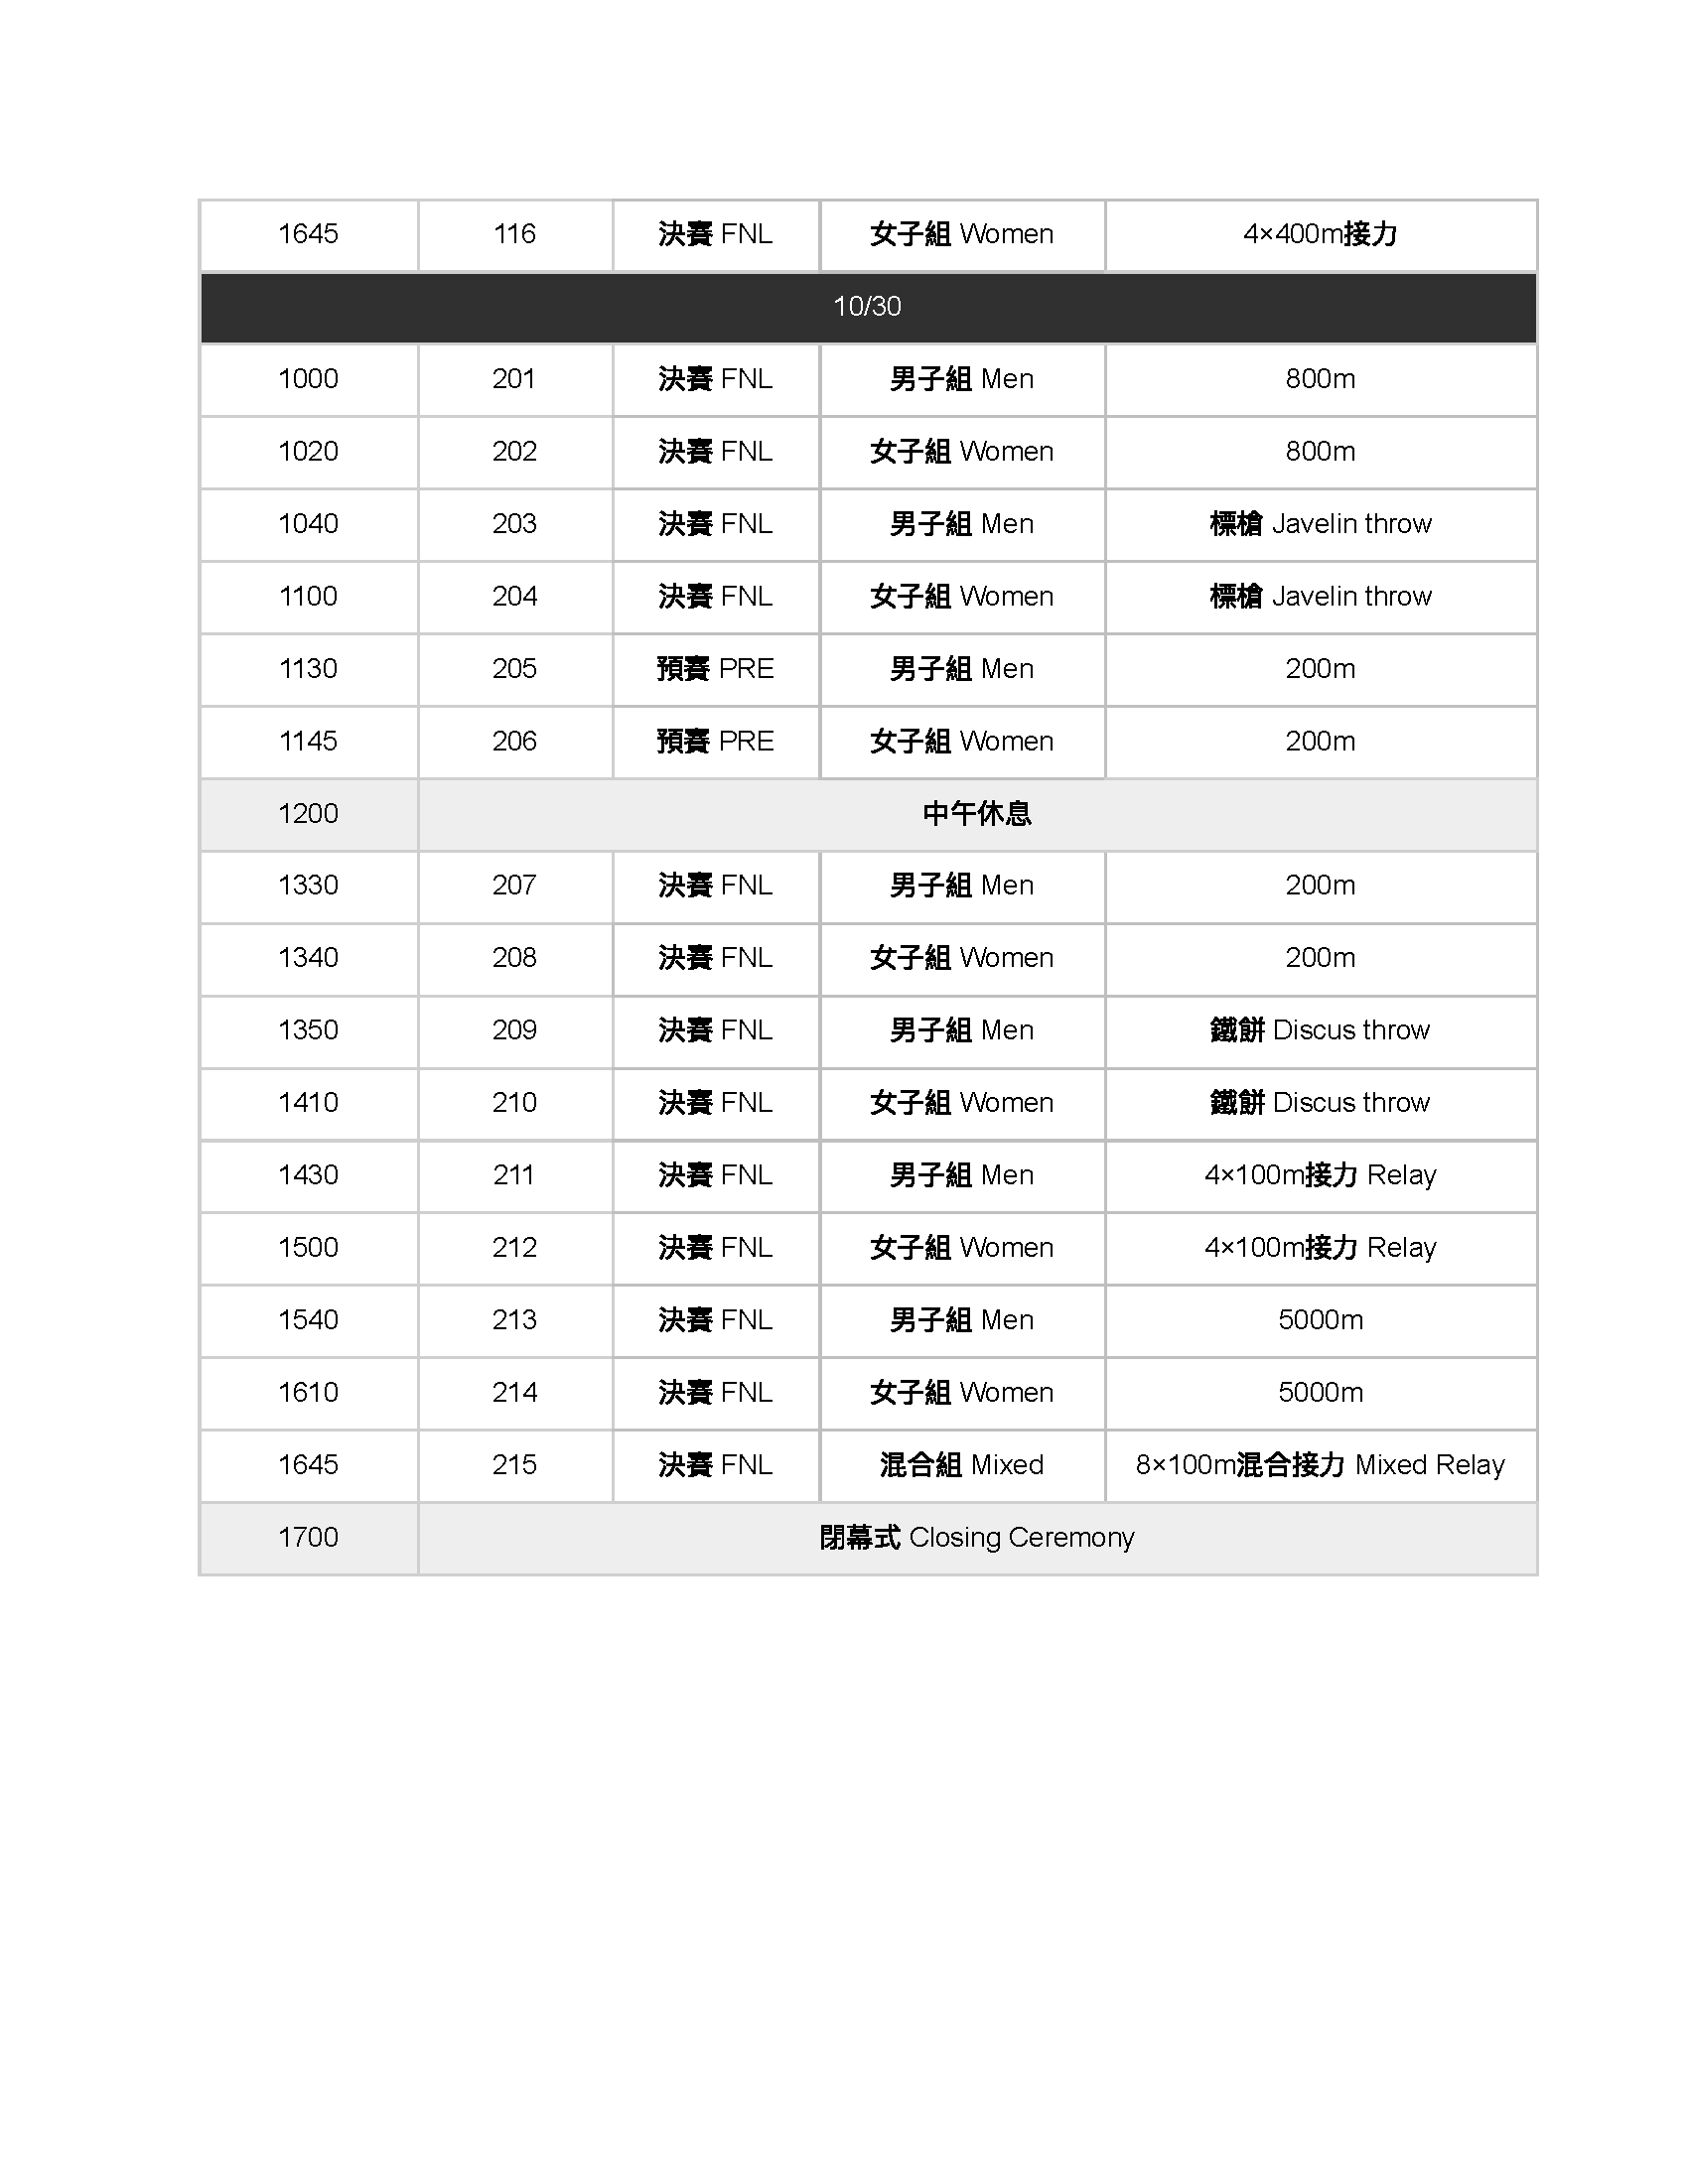 1645 116 決賽 FNL 女子組 Women 4×400m接力
10/30
1000 201 決賽 FNL 男子組 Men 800m
1020 202 決賽 FNL 女子組 Women 800m
1040 203 決賽 FNL 男子組 Men 標槍 Javelin throw
1100 204 決賽 FNL 女子組 Women 標槍 Javelin throw
1130 205 預賽 PRE 男子組 Men 200m
1145 206 預賽 PRE 女子組 Women 200m
1200 中午休息
1330 207 決賽 FNL 男子組 Men 200m
1340 208 決賽 FNL 女子組 Women 200m
1350 209 決賽 FNL 男子組 Men 鐵餅 Discus throw
1410 210 決賽 FNL 女子組 Women 鐵餅 Discus throw
1430 211 決賽 FNL 男子組 Men 4×100m接力 Relay
1500 212 決賽 FNL 女子組 Women 4×100m接力 Relay
1540 213 決賽 FNL 男子組 Men 5000m
1610 214 決賽 FNL 女子組 Women 5000m
1645 215 決賽 FNL 混合組 Mixed 8×100m混合接力 Mixed Relay
1700 閉幕式 Closing Ceremony